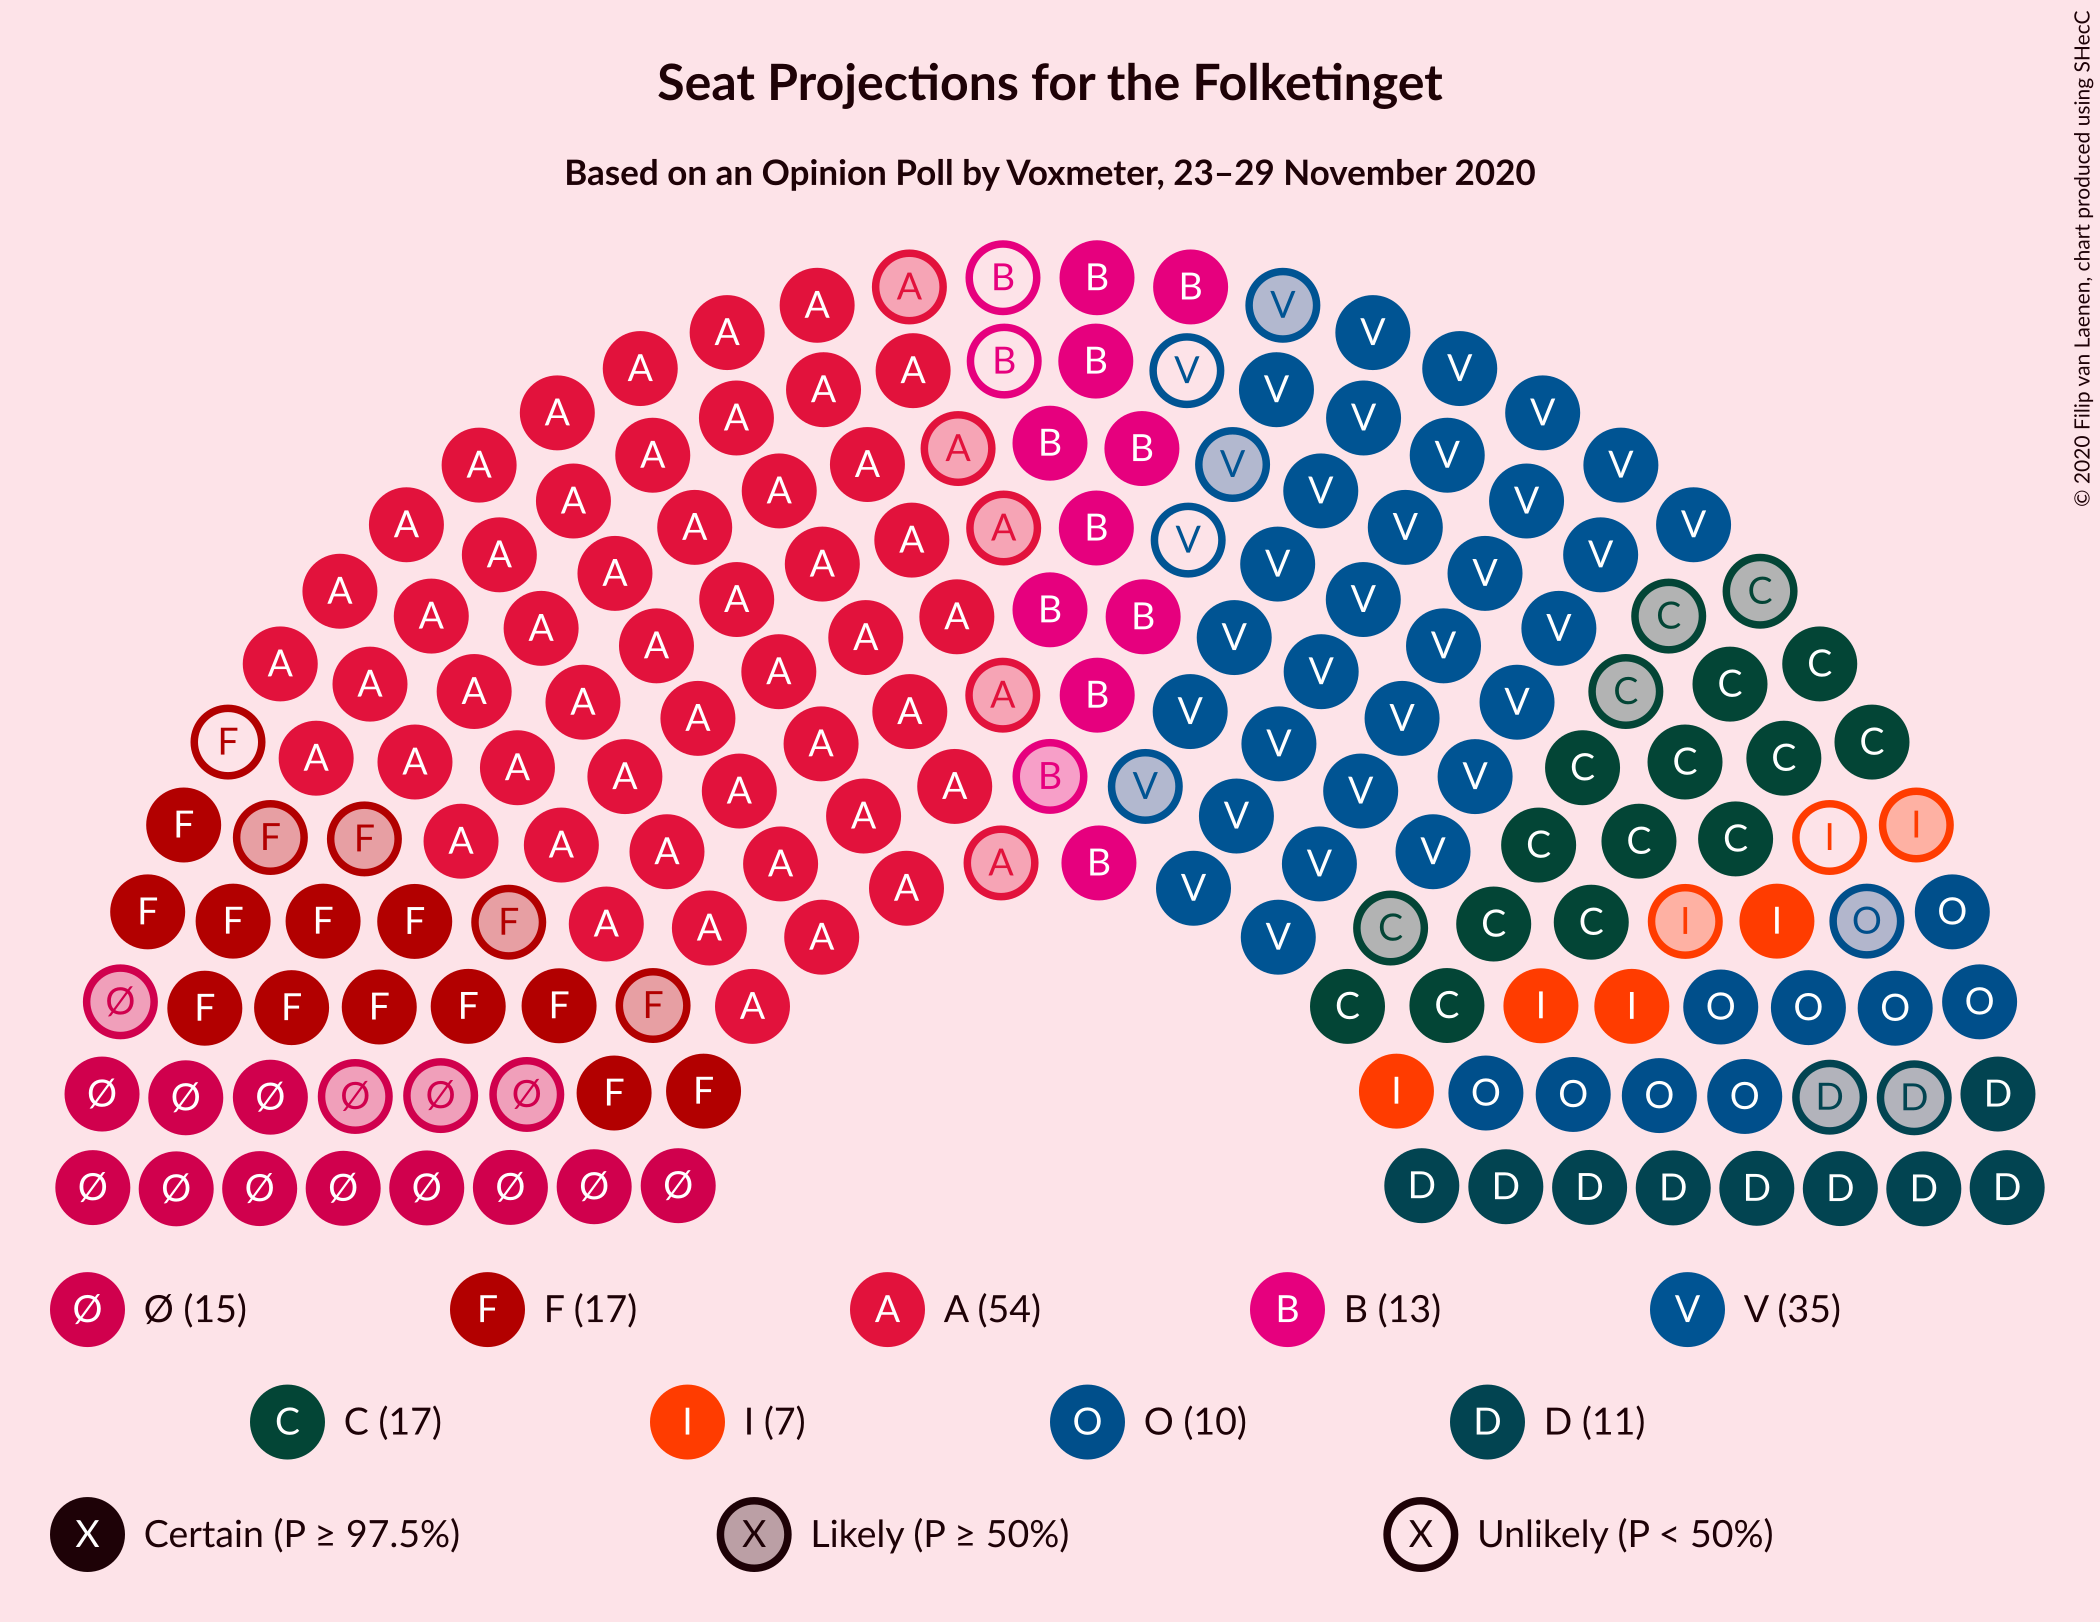 Seat Projections for the Folketinget
Based on an Opinion Poll by Voxmeter, 23–29 November 2020
© 2020 Filip van Laenen, chart produced using SHecC
A A B B B V
A V
A A A B B V V V
A A V V
A A A A B B V V V
A A V V
A A A A A B V V V V
A A V V
A A A A A B B V V C C
A A V V
A A A A A A B V V C C C
A A V V
F A A A A V C C C C
A A A B V V V
A V
F F F A A A A A B V V C C C I I
A V
F F F F F A A A V C C C I I O O
Ø F F F F F F A C C I I O O O O
Ø Ø Ø Ø Ø Ø F F I O O O O D D D
Ø Ø Ø Ø Ø Ø Ø Ø D D D D D D D D
Ø Ø (15) F F (17) A A (54) B B (13) V V (35)
C C (17) I I (7) O O (10) D D (11)
X Certain (P ≥ 97.5%) X Likely (P ≥ 50%) X Unlikely (P < 50%)